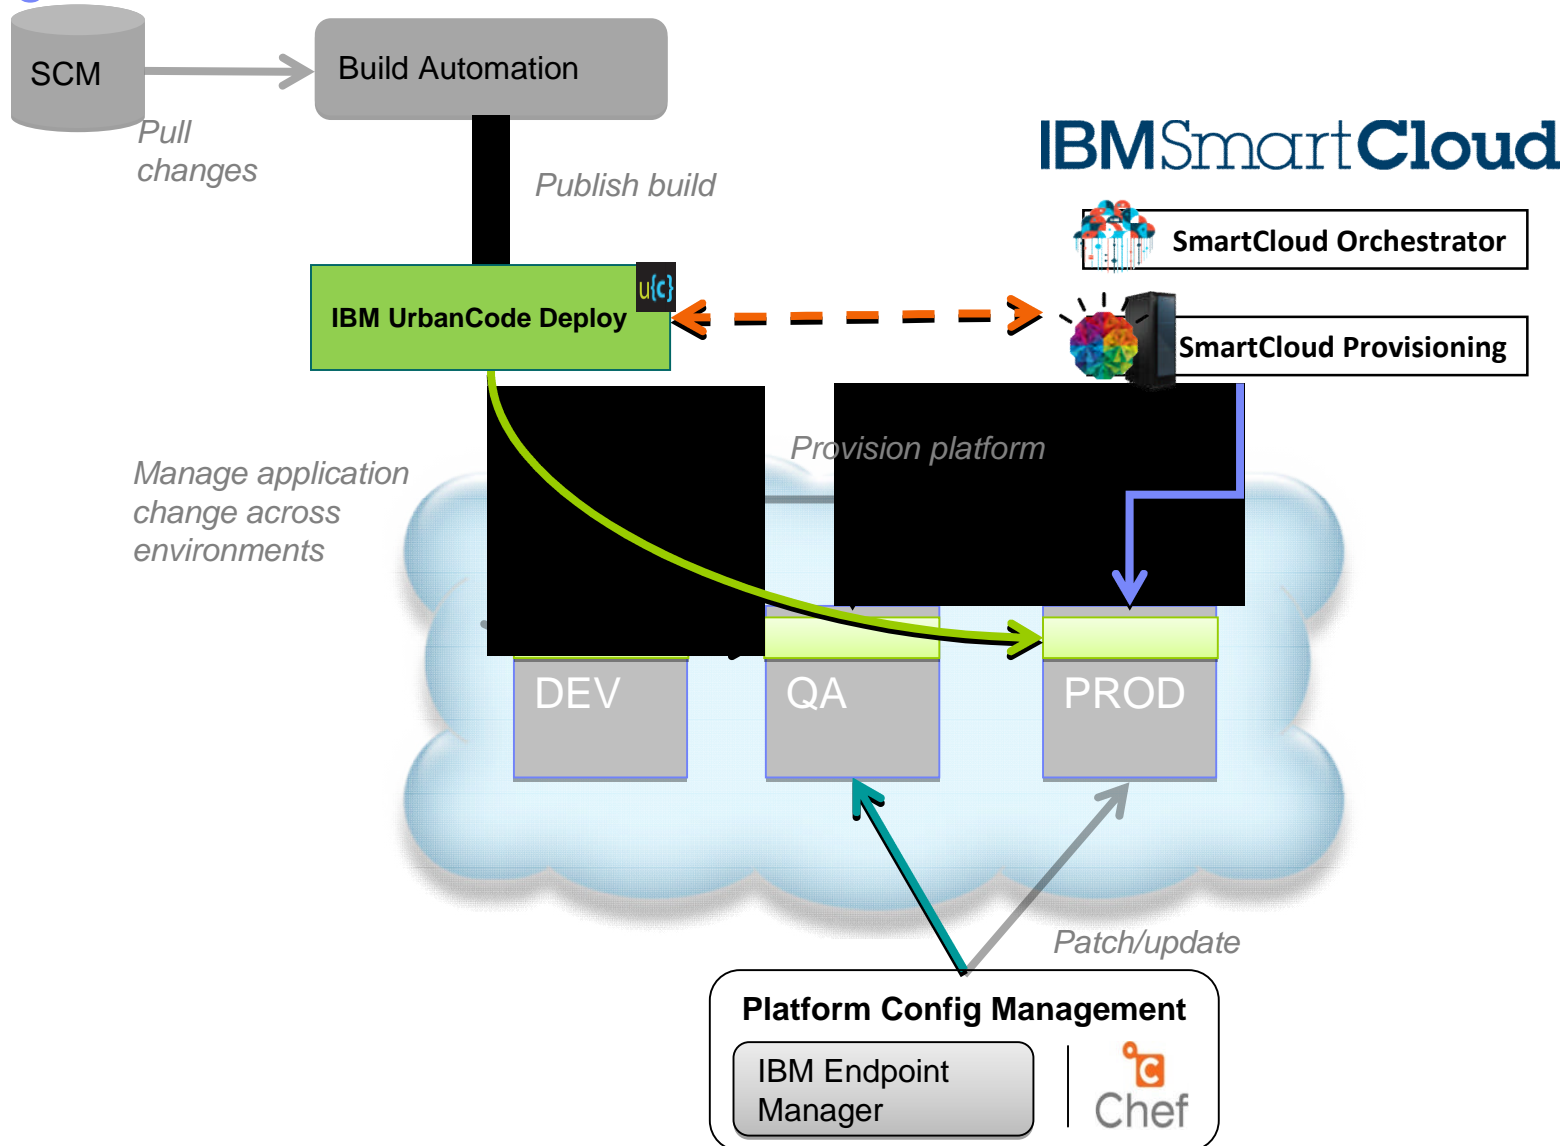 SCM
Build Automation
Pull
changes
Publish build
IBMSmartCloud
SmartCloud Orchestrator
u{c}
IBM UrbanCode Deploy
SmartCloud Provisioning
Provision platform
Manage application
change across
environments
DEV
QA
PROD
Patch/update
Platform Config Management
IBM Endpoint
Manager
C
Chef